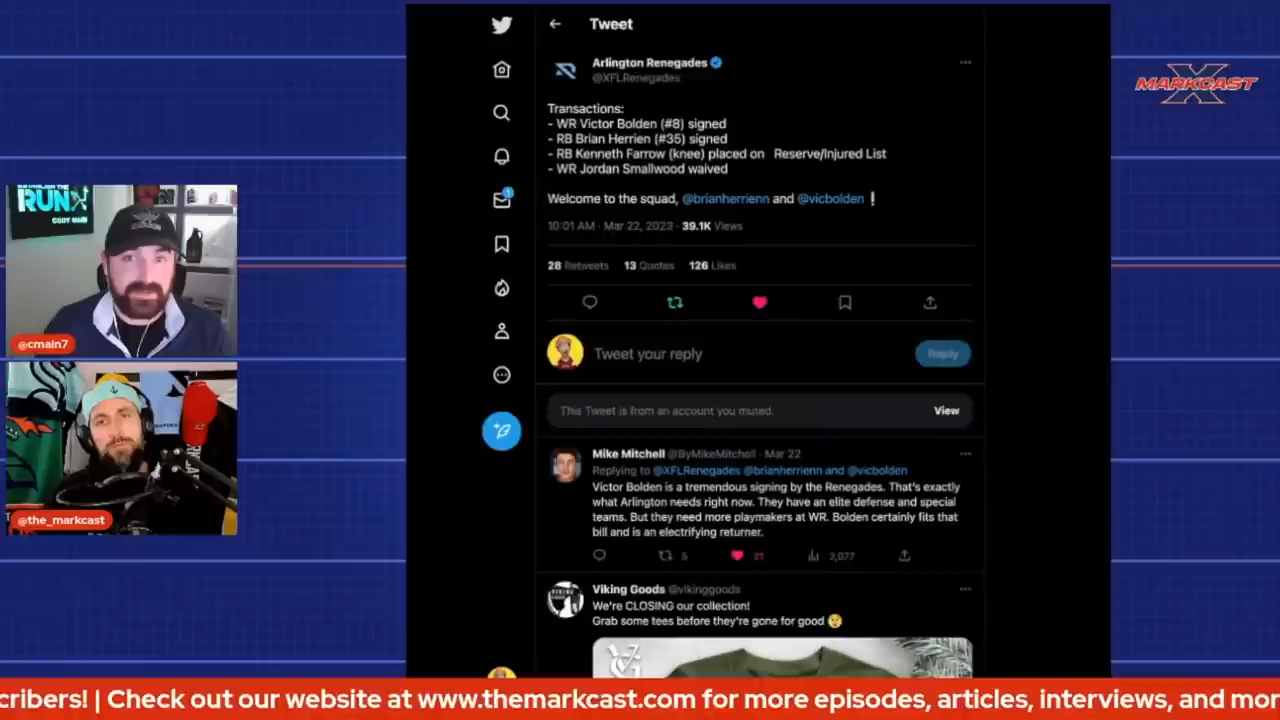 Tweet
Arlington Renegades
@XFLRenegades
Transactions:
- WR Victor Bolden (#8) signed
- RB Brian Herrien (#35) signed
- RB Kenneth Farrow (knee) placed on Reserve/Injured List
- WR Jordan Smallwood waived
Welcome to the squad, @brianherrienn and @vicbolden❗
10:01 AM · Mar 22, 2023 · 39.1K Views
28 Retweets 13 Quotes 126 Likes
Tweet your reply
Reply
This Tweet is from an account you muted.
View
Mike Mitchell @ByMikeMitchell · Mar 22
Replying to @XFLRenegades @brianherrienn and @vicbolden
Victor Bolden is a tremendous signing by the Renegades. That's exactly
what Arlington needs right now. They have an elite defense and special
teams. But they need more playmakers at WR. Bolden certainly fits that
bill and is an electrifying returner.
5 21 2,077
Viking Goods @vikinggoods
We're CLOSING our collection!
Grab some tees before they're gone for good 😲
1
MARKCAST
RUN
CODY MAIN
@cmain7
@the_markcast
cribers! | Check out our website at www.themarkcast.com for more episodes, articles, interviews, and mor